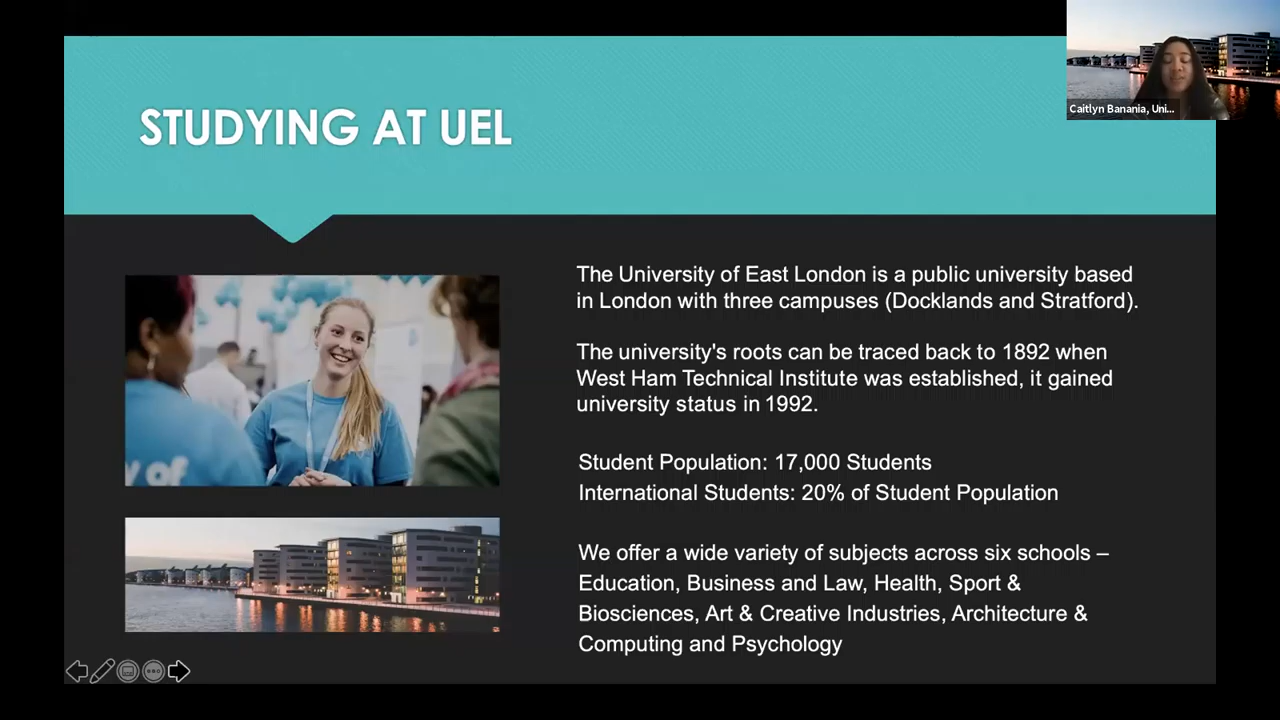 STUDYING AT UEL
Caitlyn Banania, Uni...
The University of East London is a public university based
in London with three campuses (Docklands and Stratford).
The university's roots can be traced back to 1892 when
West Ham Technical Institute was established, it gained
university status in 1992.
Student Population: 17,000 Students
International Students: 20% of Student Population
We offer a wide variety of subjects across six schools –
Education, Business and Law, Health, Sport &
Biosciences, Art & Creative Industries, Architecture &
Computing and Psychology
y of